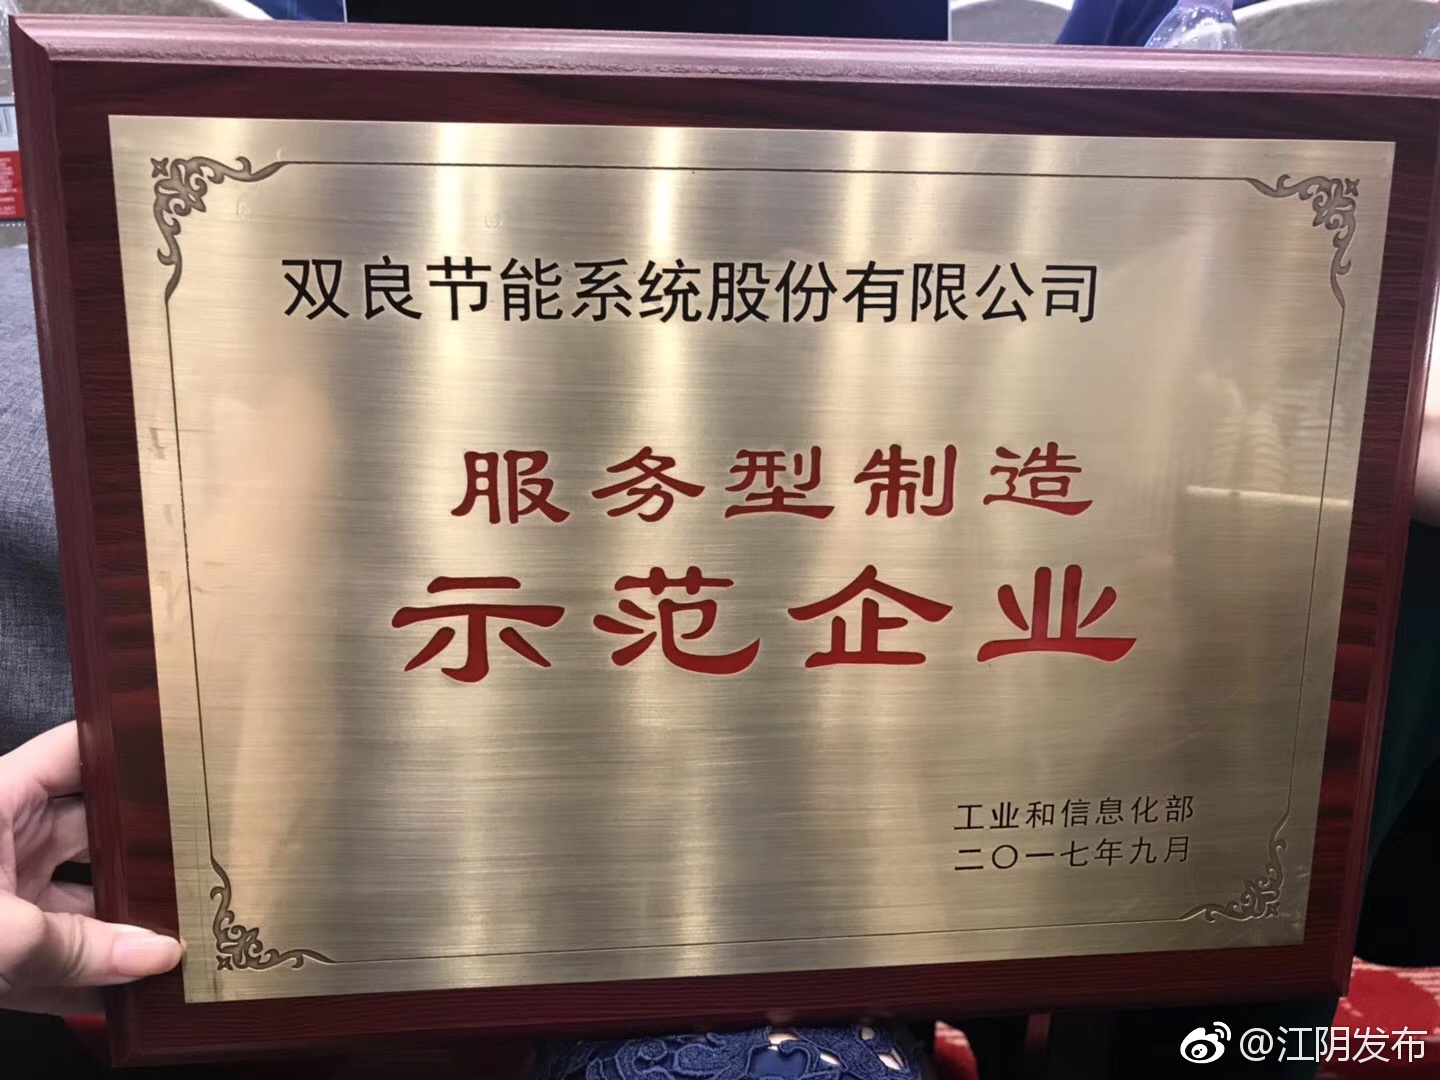 双良节能系统股份有限公司
服务型制造
示范企业
工业和信息化部
二〇一七年九月
@江阴发布